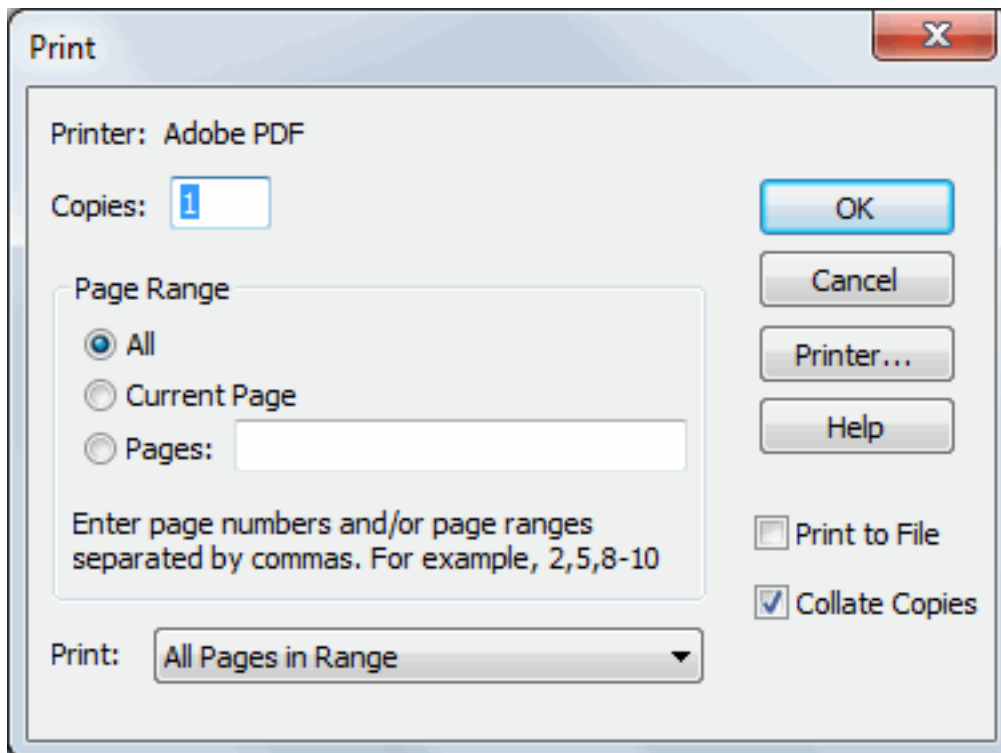 Print
Printer: Adobe PDF
Copies: 1
OK
Cancel
Printer...
Help
Page Range
All
Current Page
Pages:
Enter page numbers and/or page ranges
separated by commas. For example, 2,5,8-10
Print to File
Collate Copies
Print: All Pages in Range